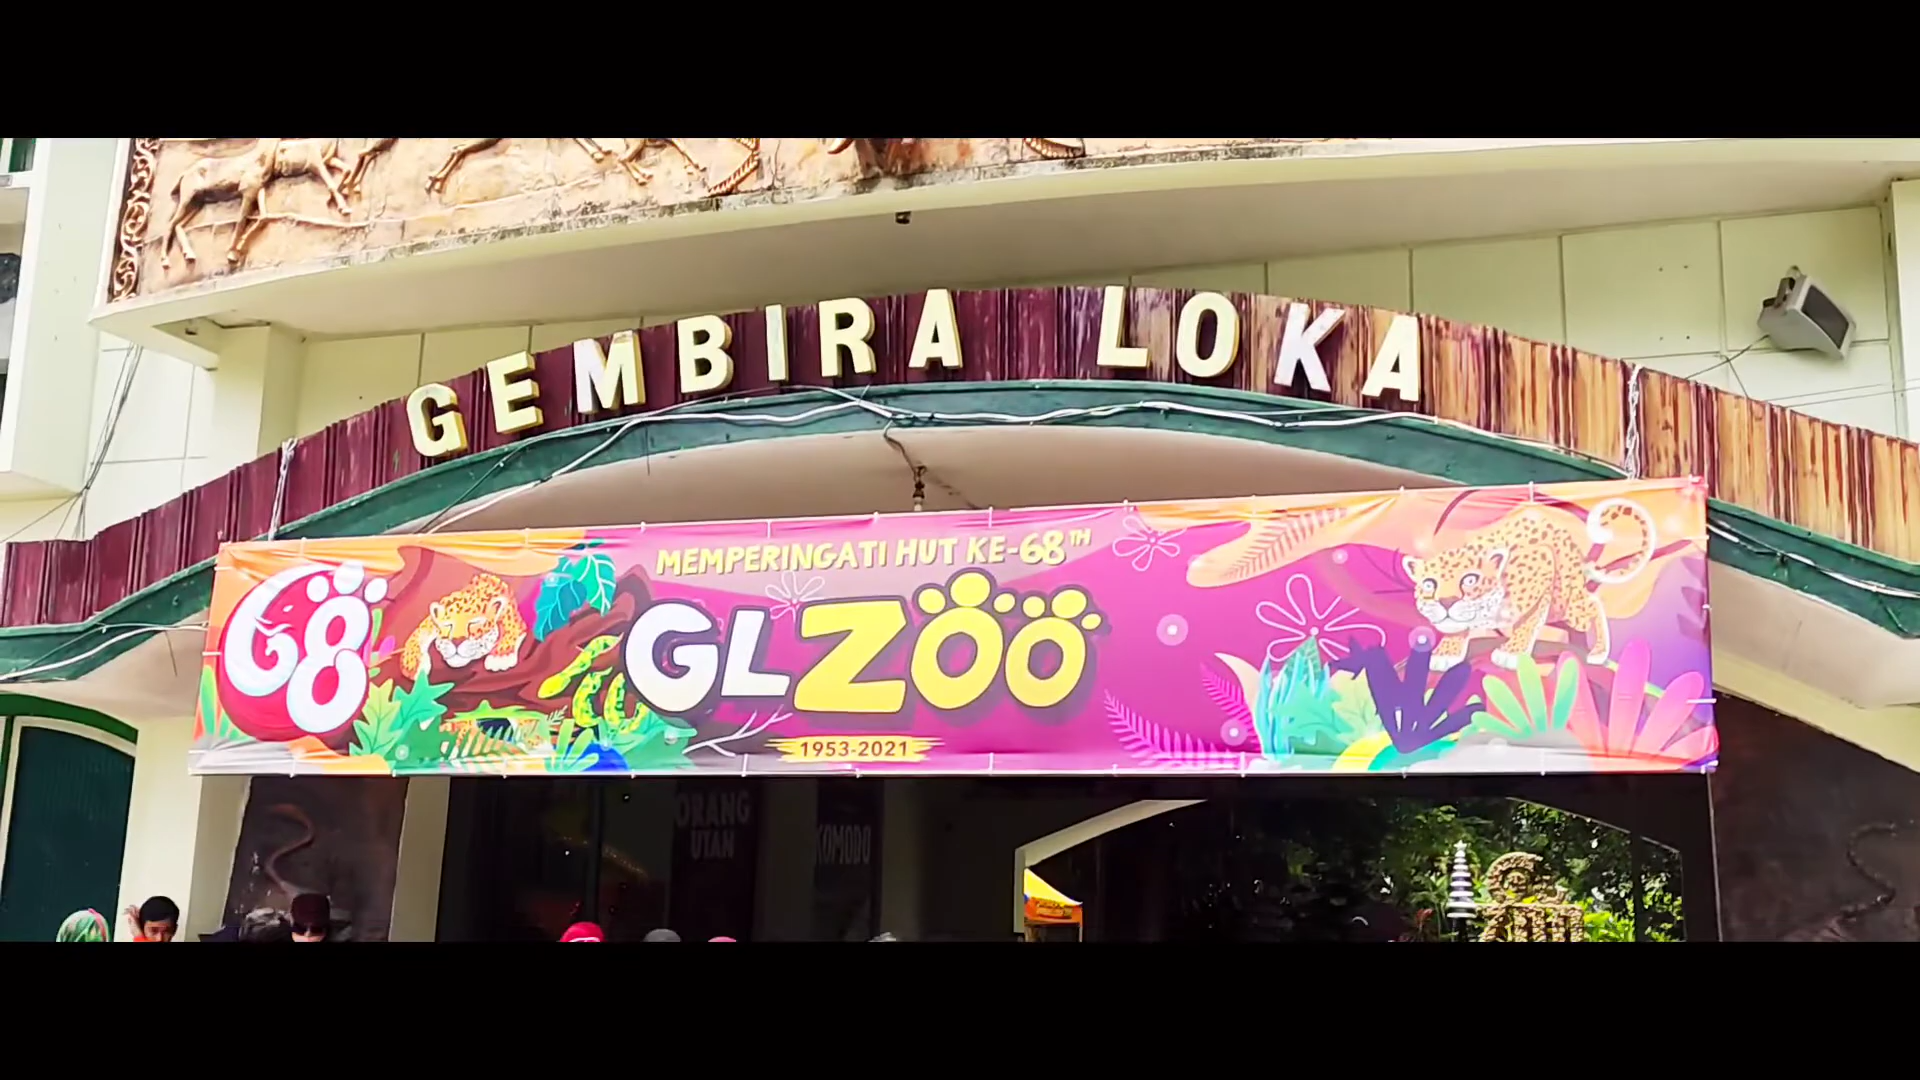 GEMBIRA LOKA
MEMPERINGATI HUT KE-68TH
68
GLZOO
1953-2021
ORANG
UTAN
KOMODO